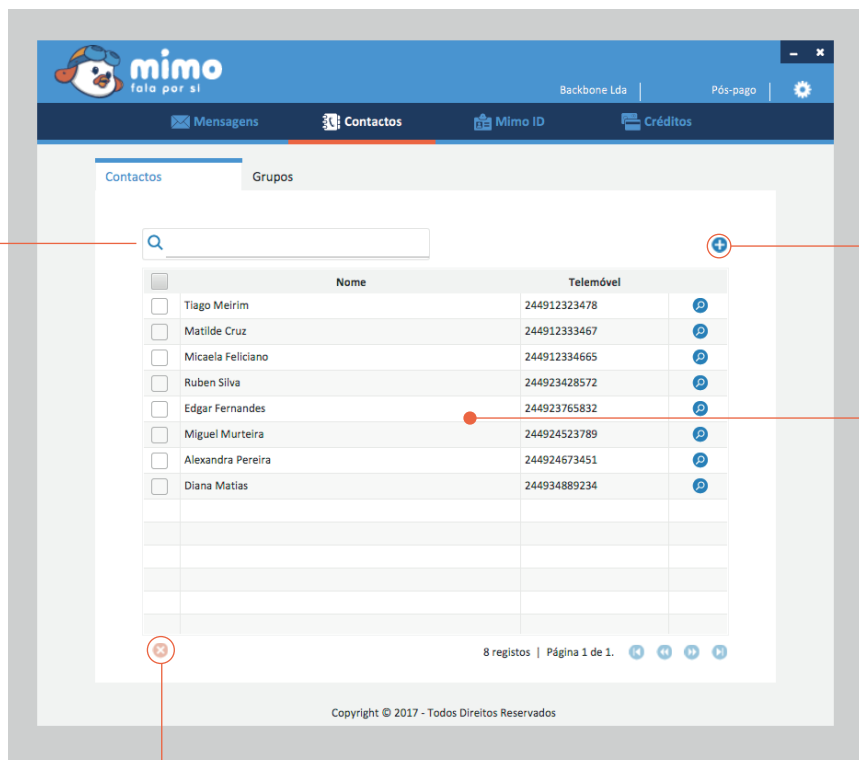 mimo
fala por si
Backbone Lda | Pós-pago |
Mensagens Contactos Mimo ID Créditos
Contactos Grupos
Nome Telemóvel
Tiago Meirim 244912323478
Matilde Cruz 244912333467
Micaela Feliciano 244912334665
Ruben Silva 244923428572
Edgar Fernandes 244923765832
Miguel Murteira 244924523789
Alexandra Pereira 244924673451
Diana Matias 244934889234
8 registos | Página 1 de 1.
Copyright © 2017 - Todos Direitos Reservados